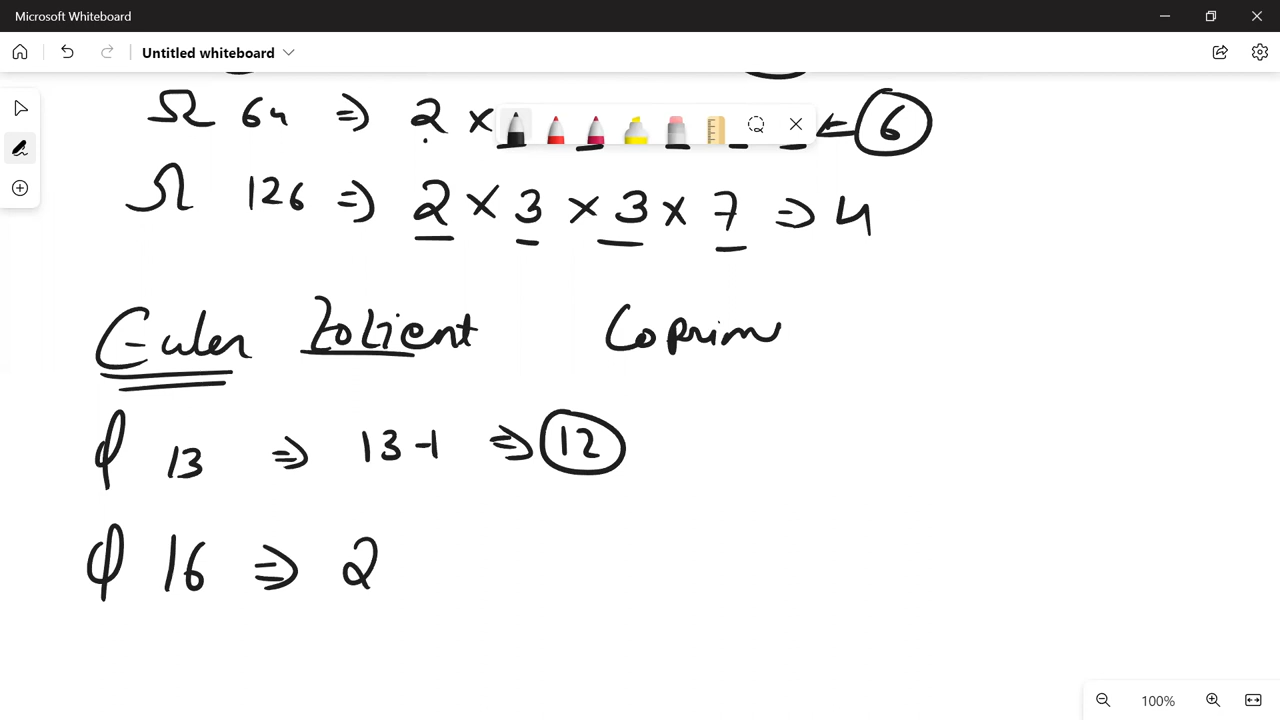 Microsoft Whiteboard
Untitled whiteboard
Ω 64 ⇒ 2 × ← 6
Ω 126 ⇒ 2 × 3 × 3 × 7 ⇒ 4
Euler Totient Coprime
φ 13 ⇒ 13-1 ⇒ 12
φ 16 ⇒ 2
100%